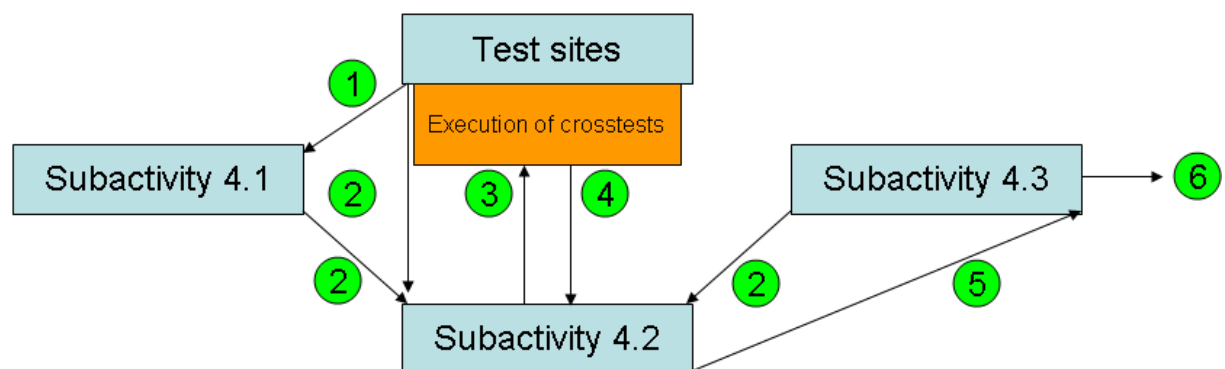 Test sites
1
Execution of crosstests
Subactivity 4.1
2
3
4
Subactivity 4.3
6
2
2
5
Subactivity 4.2